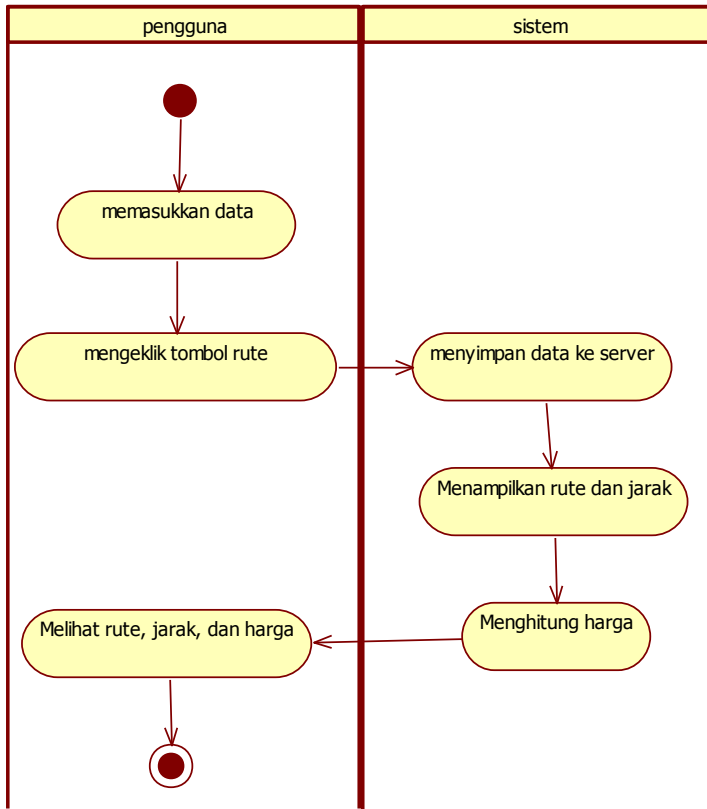 pengguna
sistem
memasukkan data
mengeklik tombol rute
menyimpan data ke server
Menampilkan rute dan jarak
Menghitung harga
Melihat rute, jarak, dan harga